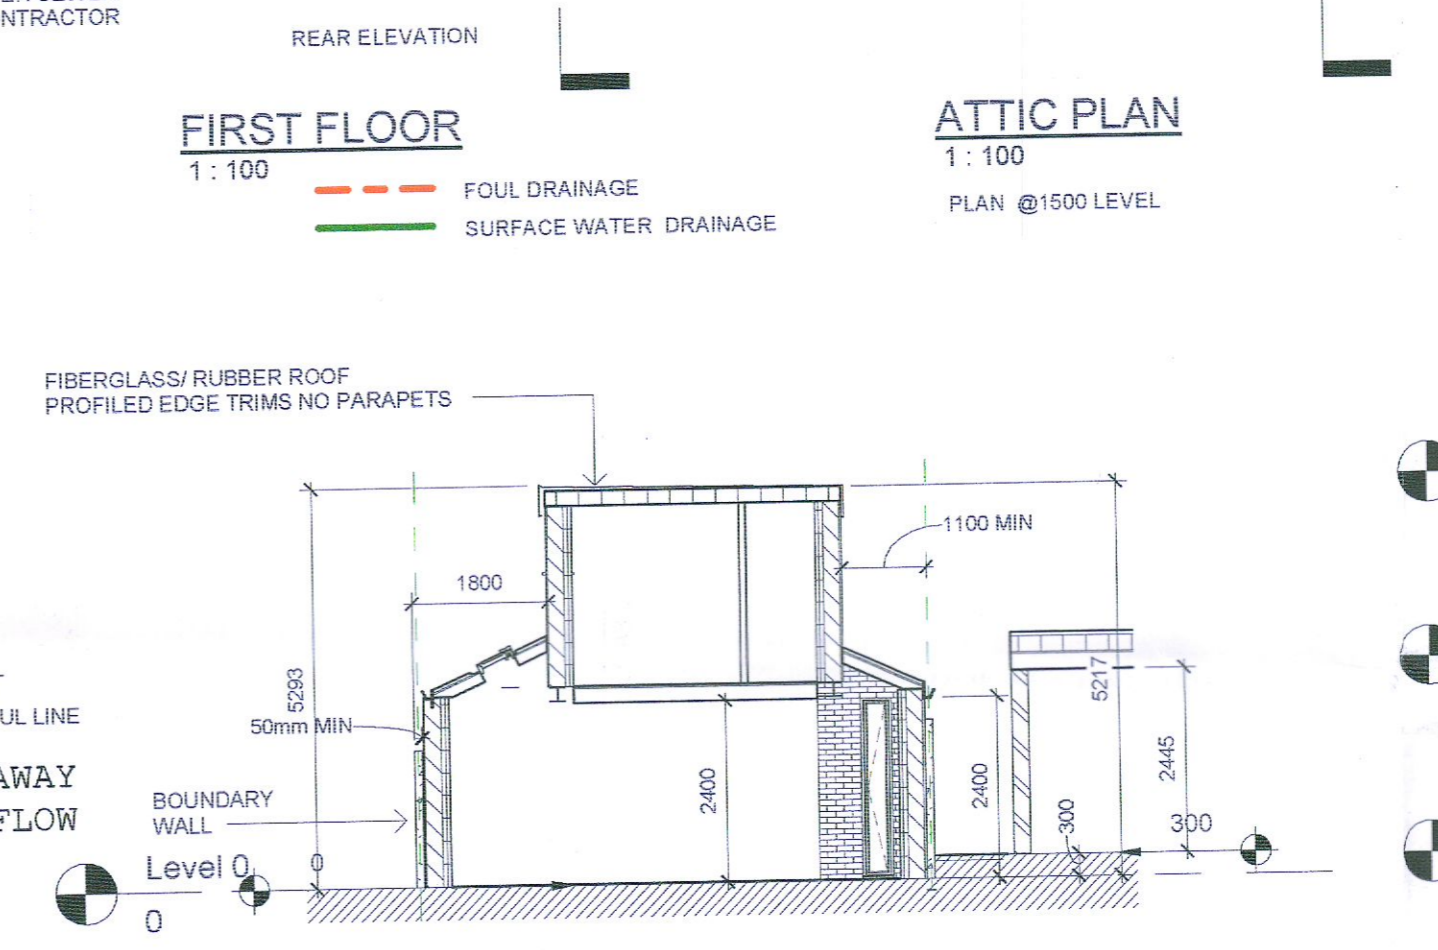 NTRACTOR
REAR ELEVATION
FIRST FLOOR
1 : 100
ATTIC PLAN
1 : 100
FOUL DRAINAGE
SURFACE WATER DRAINAGE
PLAN @1500 LEVEL
FIBERGLASS/ RUBBER ROOF
PROFILED EDGE TRIMS NO PARAPETS
1100 MIN
1800
5293
5217
UL LINE
50mm MIN
2400
2400
2445
AWAY
FLOW
BOUNDARY
WALL
300
300
Level 0
0
0